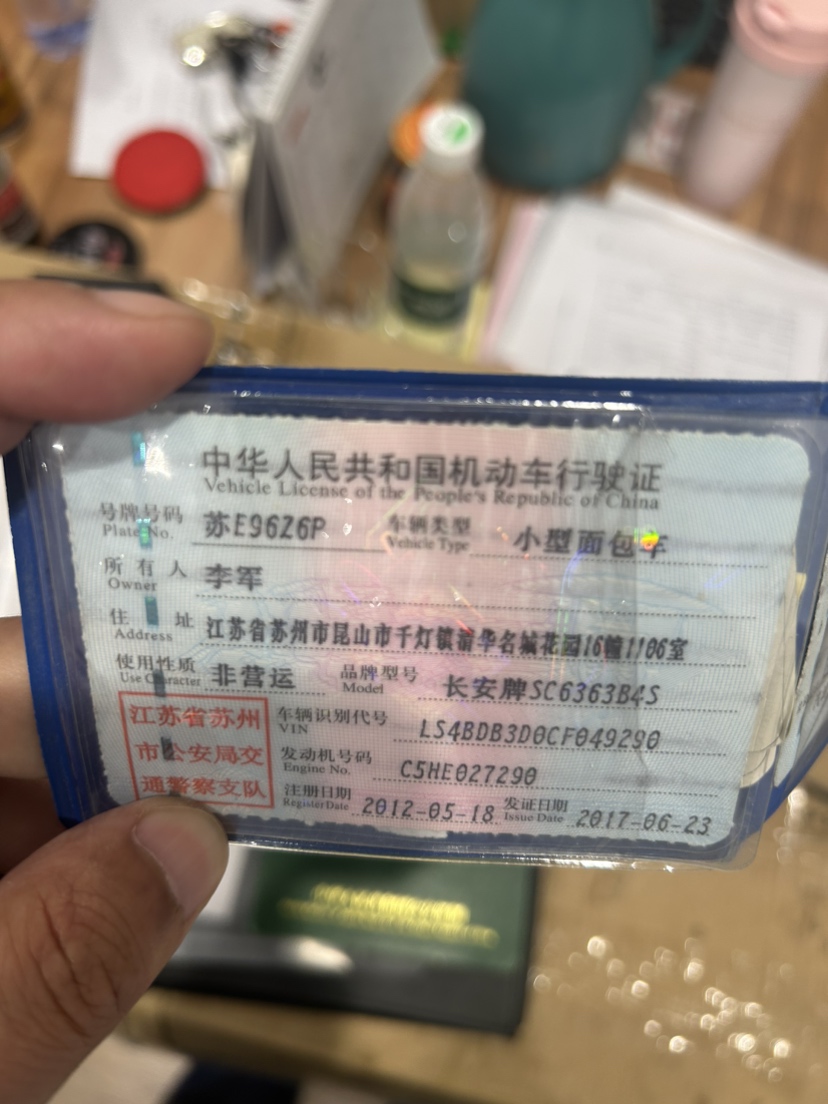 中华人民共和国机动车行驶证
Vehicle License of the People's Republic of China
号牌号码 苏E96Z6P 车辆类型 小型面包车
Plate No. Vehicle Type
所有人 李军
Owner
住址 江苏省苏州市昆山市千灯镇清华名城花园16幢1106室
Address
使用性质 非营运 品牌型号 长安牌SC6363B4S
Use Character Model
江苏省苏州
市公安局交
通警察支队
车辆识别代号 LS4BDB3D0CF049290
VIN
发动机号码 C5HE027290
Engine No.
注册日期 2012-05-18 发证日期 2017-06-23
Register Date Issue Date